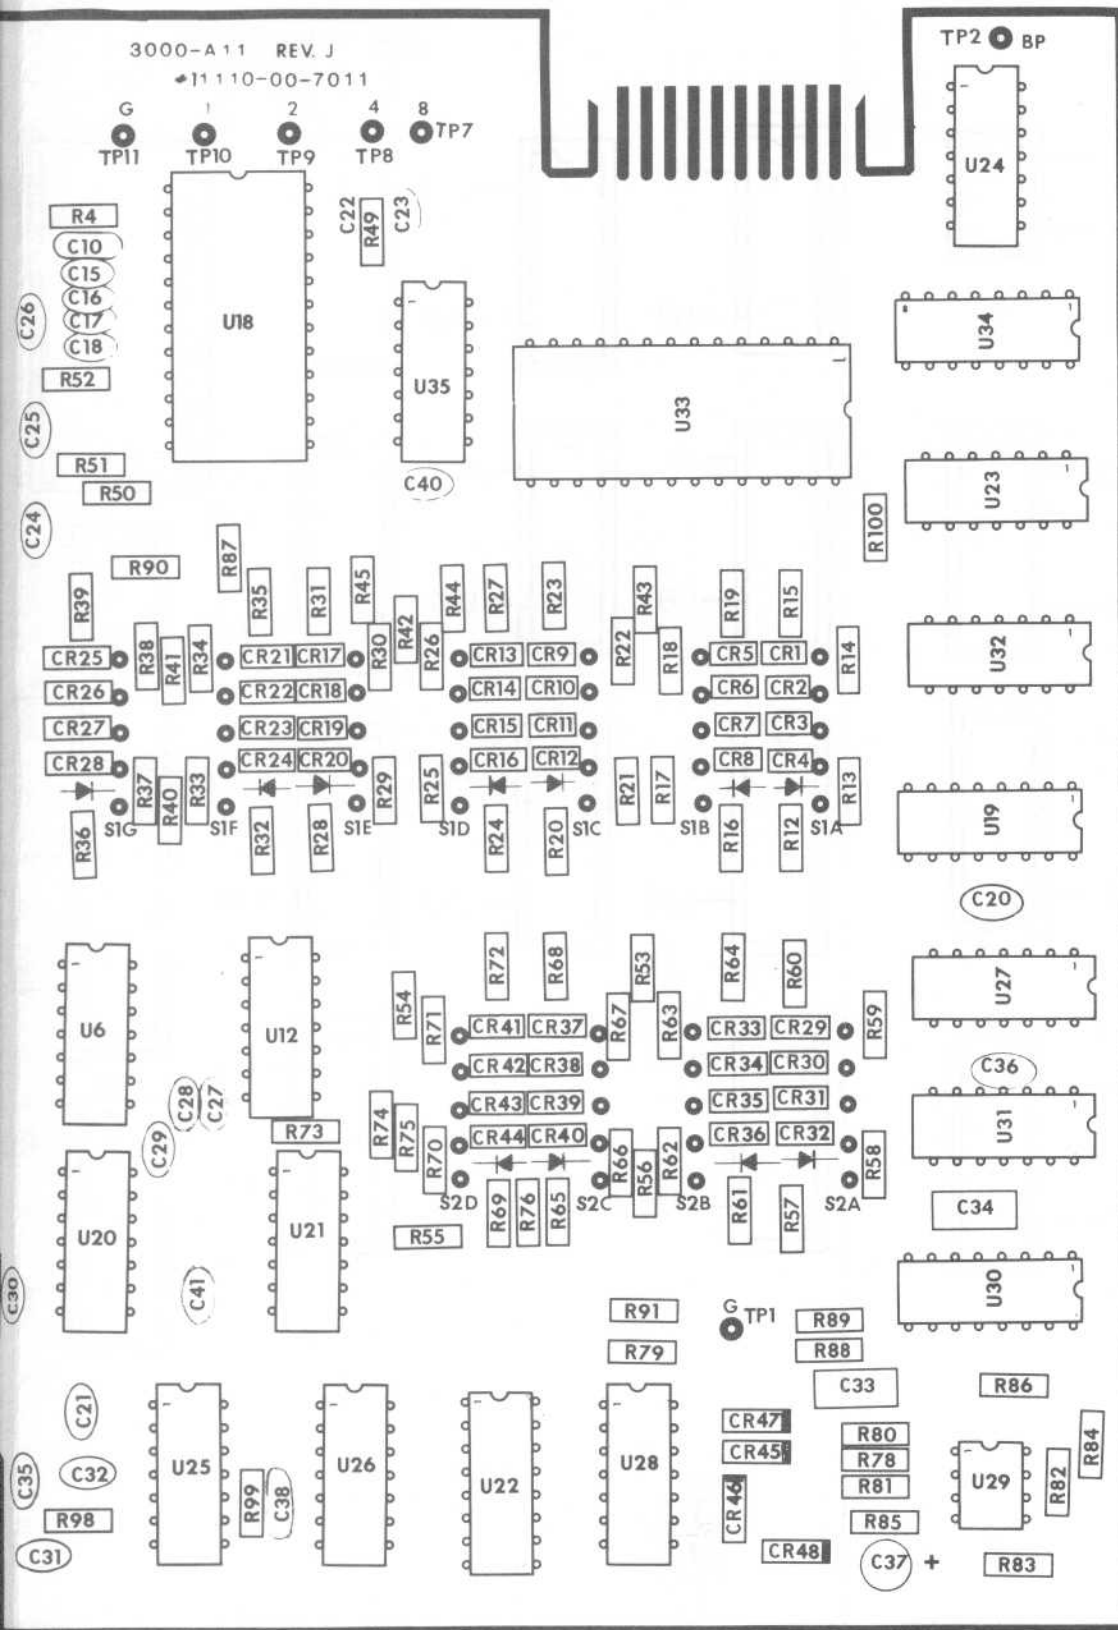 3000-A11 REV. J
*11110-00-7011
TP2 BP
G 1 2 4 8
TP11 TP10 TP9 TP8 TP7
U24
R4 C22 R49 C23
C10
C15
C16
C17
C18
C26
U18
U34
R52
U35
U33
C25
R51
R50
C40
U23
C24
R100
R90 R87
R39 R35 R31 R45 R42 R44 R27 R23 R43 R19 R15
R38 R41 R34 R30 R26 R22 R18 R14
U32
CR25 CR21 CR17 CR13 CR9 CR5 CR1
CR26 CR22 CR18 CR14 CR10 CR6 CR2
CR27 CR23 CR19 CR15 CR11 CR7 CR3
CR28 CR24 CR20 CR16 CR12 CR8 CR4
R37 R40 R33 R29 R25 R21 R17 R13
S1G S1F S1E S1D S1C S1B S1A
R36 R32 R28 R24 R20 R16 R12
U19
C20
R72 R68 R53 R64 R60
R54 R71 R67 R63 R59
U27
U6 U12
CR41 CR37 CR33 CR29
CR42 CR38 CR34 CR30
CR43 CR39 CR35 CR31
CR44 CR40 CR36 CR32
C36
C28 C27
R73 R74 R75
U31
C29
R70 R66 R56 R62 R58
S2D S2C S2B S2A
R69 R76 R65 R61 R57
C34
U20 U21
R55
C30 C41
U30
R91 G TP1 R89
R79 R88
C33 R86
C21
CR47 R80 R84
CR45 R78
C35 C32 U25 U26 U22 U28 U29 R82
R81
R99 C38 CR46
R98 R85
C31 CR48 C37 + R83